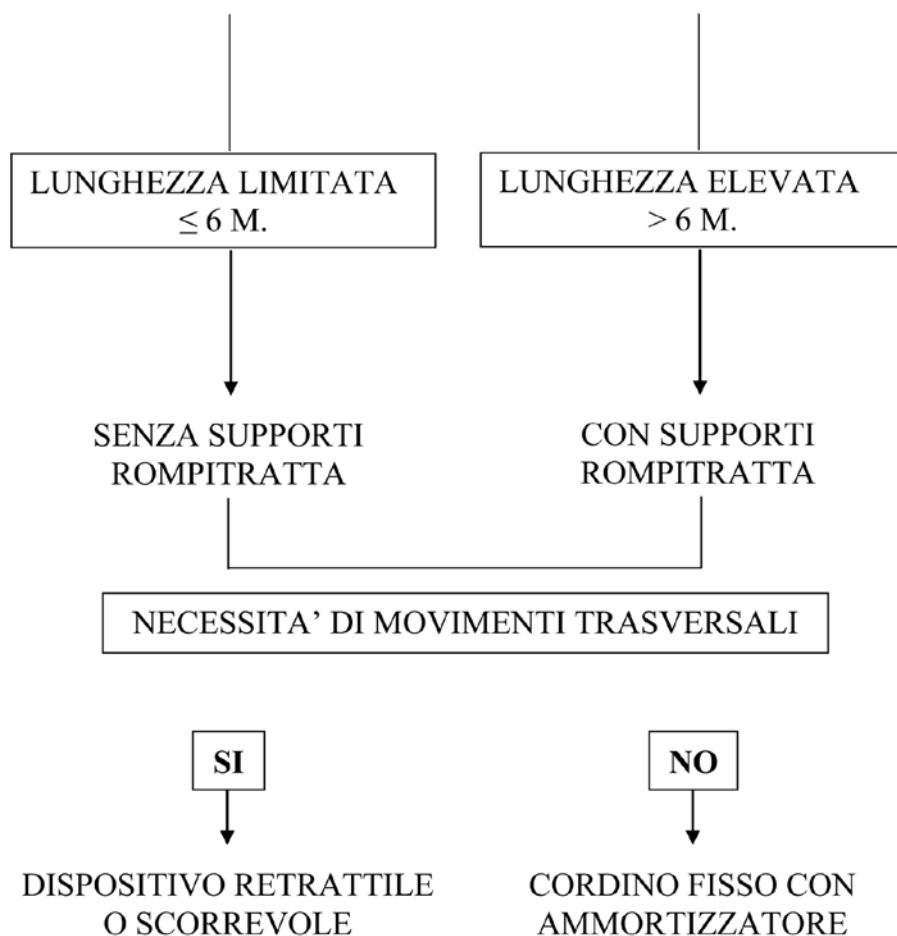 LUNGHEZZA LIMITATA
≤ 6 M.
LUNGHEZZA ELEVATA
> 6 M.
SENZA SUPPORTI
ROMPITRATTA
CON SUPPORTI
ROMPITRATTA
NECESSITA’ DI MOVIMENTI TRASVERSALI
SI
NO
DISPOSITIVO RETRATTILE
O SCORREVOLE
CORDINO FISSO CON
AMMORTIZZATORE